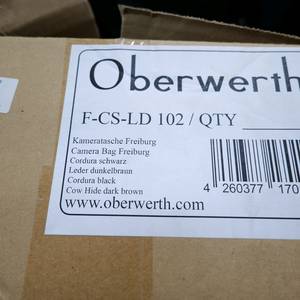 Oberwerth
F-CS-LD 102 / QTY
Kameratasche Freiburg
Camera Bag Freiburg
Cordura schwarz
Leder dunkelbraun
Cordura black
Cow Hide dark brown
4 260377 170
www.oberwerth.com